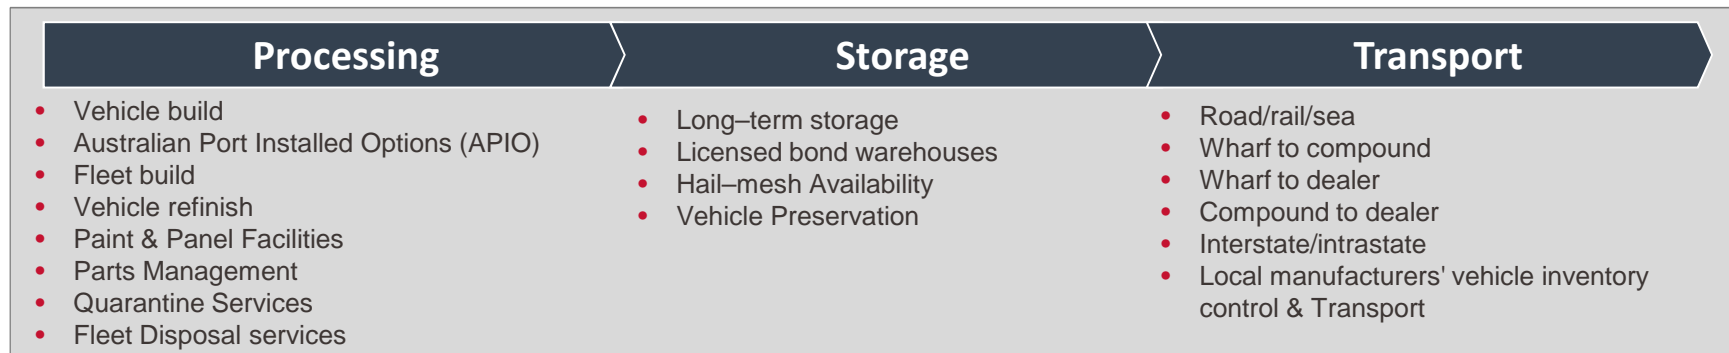 Processing
• Vehicle build
• Australian Port Installed Options (APIO)
• Fleet build
• Vehicle refinish
• Paint & Panel Facilities
• Parts Management
• Quarantine Services
• Fleet Disposal services
Storage
• Long–term storage
• Licensed bond warehouses
• Hail–mesh Availability
• Vehicle Preservation
Transport
• Road/rail/sea
• Wharf to compound
• Wharf to dealer
• Compound to dealer
• Interstate/intrastate
• Local manufacturers' vehicle inventory
control & Transport